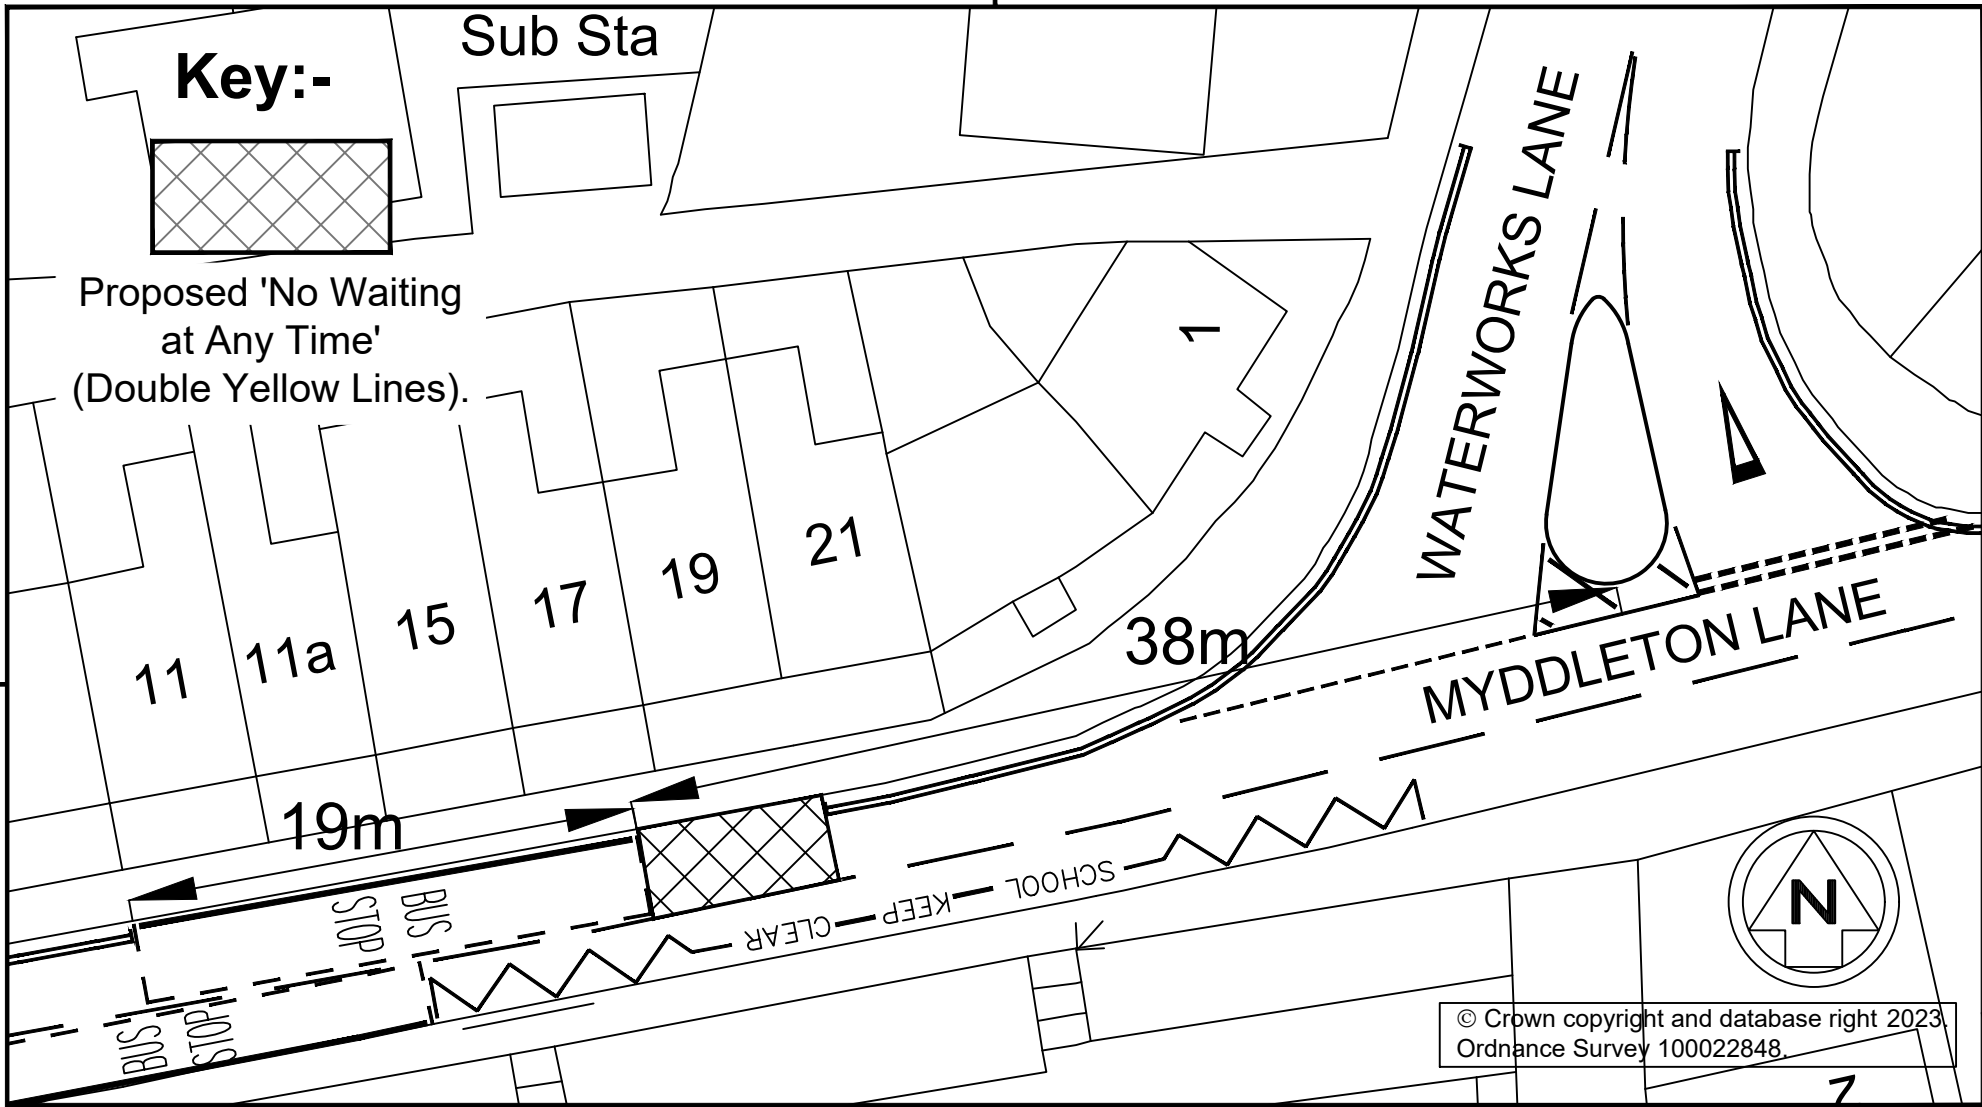 Sub Sta
Key:-
Proposed 'No Waiting
at Any Time'
(Double Yellow Lines).
WATERWORKS LANE
1
11
11a
15
17
19
21
38m
MYDDLETON LANE
19m
BUS
STOP
SCHOOL
KEEP
CLEAR
BUS
STOP
N
© Crown copyright and database right 2023.
Ordnance Survey 100022848.